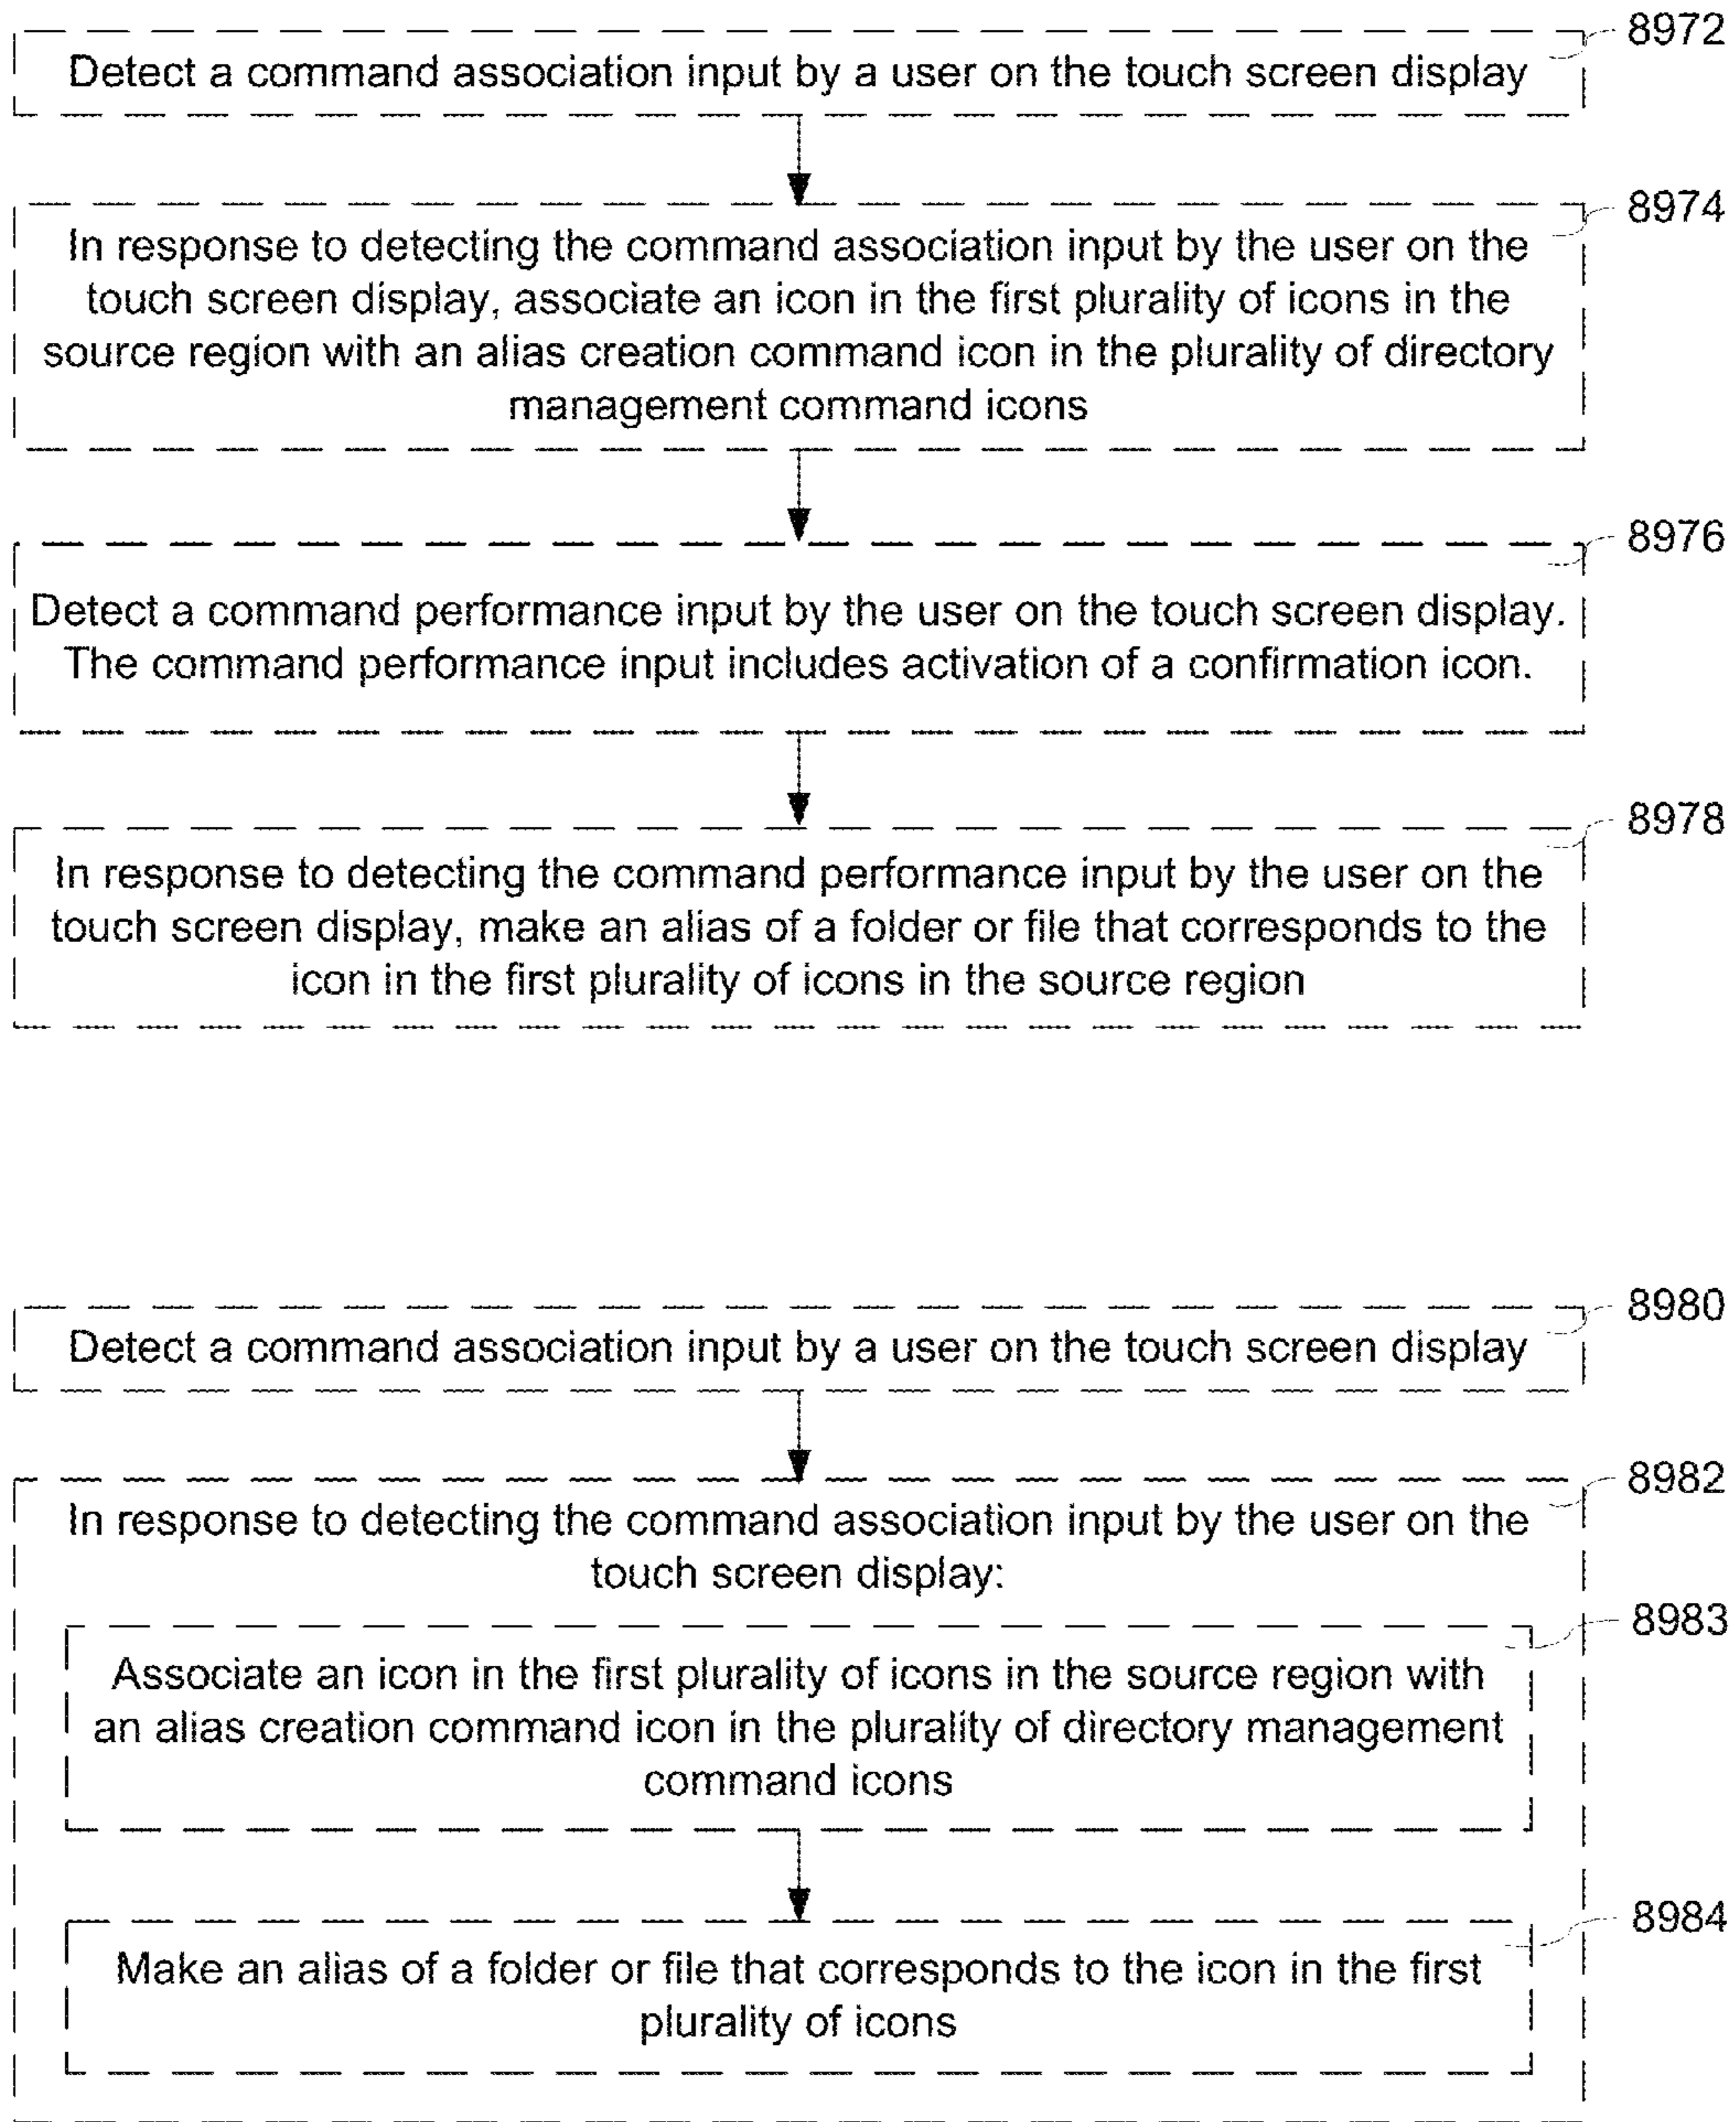 8972
Detect a command association input by a user on the touch screen display
8974
In response to detecting the command association input by the user on the
touch screen display, associate an icon in the first plurality of icons in the
source region with an alias creation command icon in the plurality of directory
management command icons
8976
Detect a command performance input by the user on the touch screen display.
The command performance input includes activation of a confirmation icon.
8978
In response to detecting the command performance input by the user on the
touch screen display, make an alias of a folder or file that corresponds to the
icon in the first plurality of icons in the source region
8980
Detect a command association input by a user on the touch screen display
8982
In response to detecting the command association input by the user on the
touch screen display:
8983
Associate an icon in the first plurality of icons in the source region with
an alias creation command icon in the plurality of directory management
command icons
8984
Make an alias of a folder or file that corresponds to the icon in the first
plurality of icons